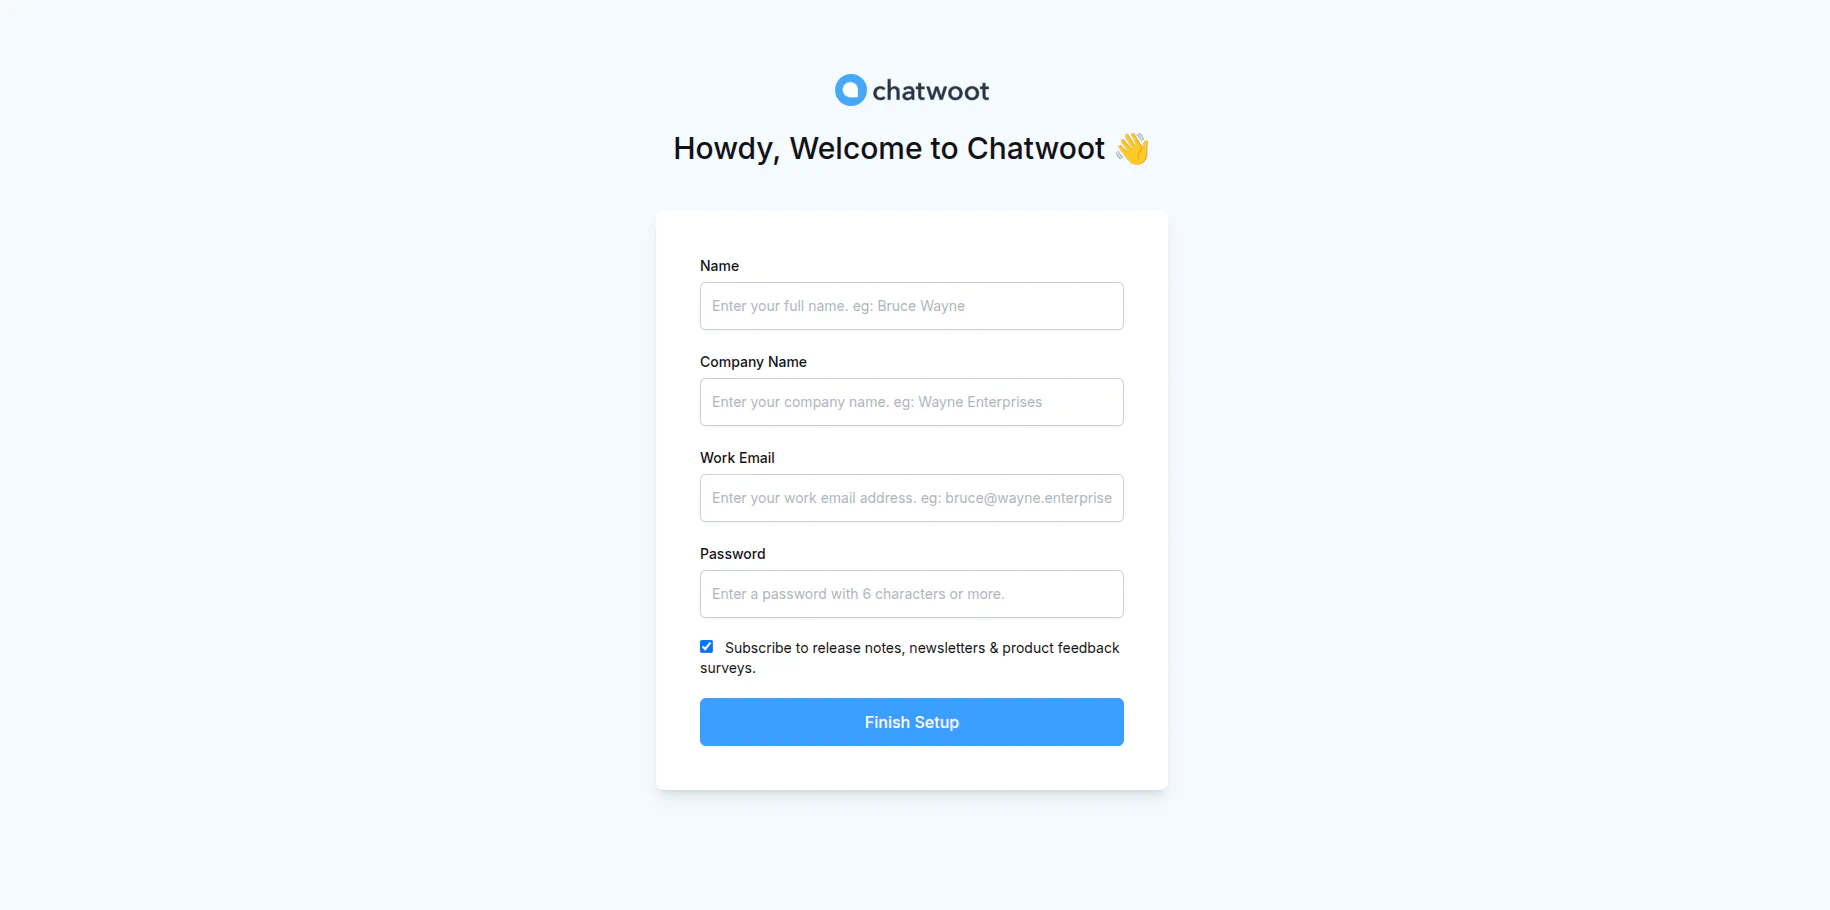 chatwoot
Howdy, Welcome to Chatwoot 👋
Name
Enter your full name. eg: Bruce Wayne
Company Name
Enter your company name. eg: Wayne Enterprises
Work Email
Enter your work email address. eg: bruce@wayne.enterprise
Password
Enter a password with 6 characters or more.
Subscribe to release notes, newsletters & product feedback
surveys.
Finish Setup